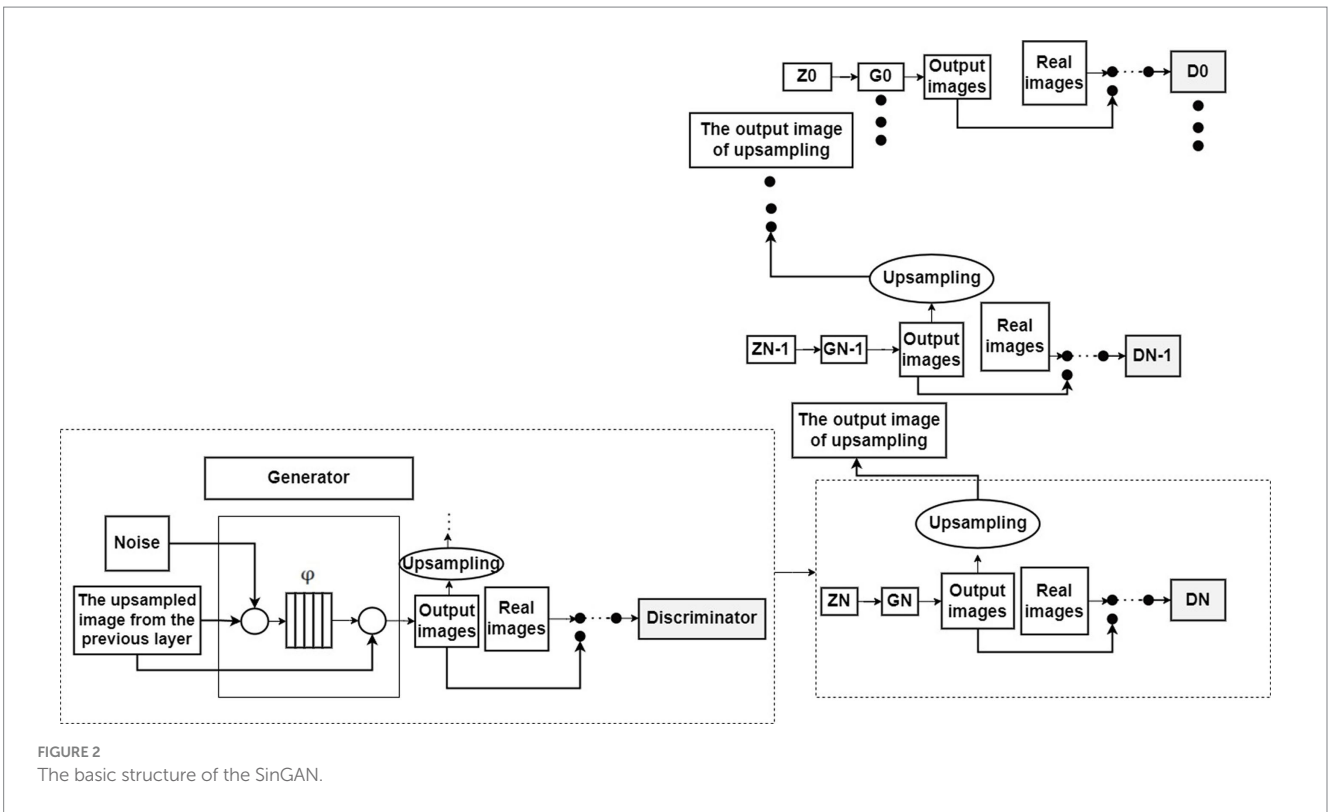 Z0
G0
Output
images
Real
images
D0
The output image
of upsampling
Upsampling
ZN-1
GN-1
Output
images
Real
images
DN-1
The output image
of upsampling
Generator
Noise
The upsampled
image from the
previous layer
φ
Upsampling
Output
images
Real
images
Discriminator
Upsampling
ZN
GN
Output
images
Real
images
DN
FIGURE 2
The basic structure of the SinGAN.